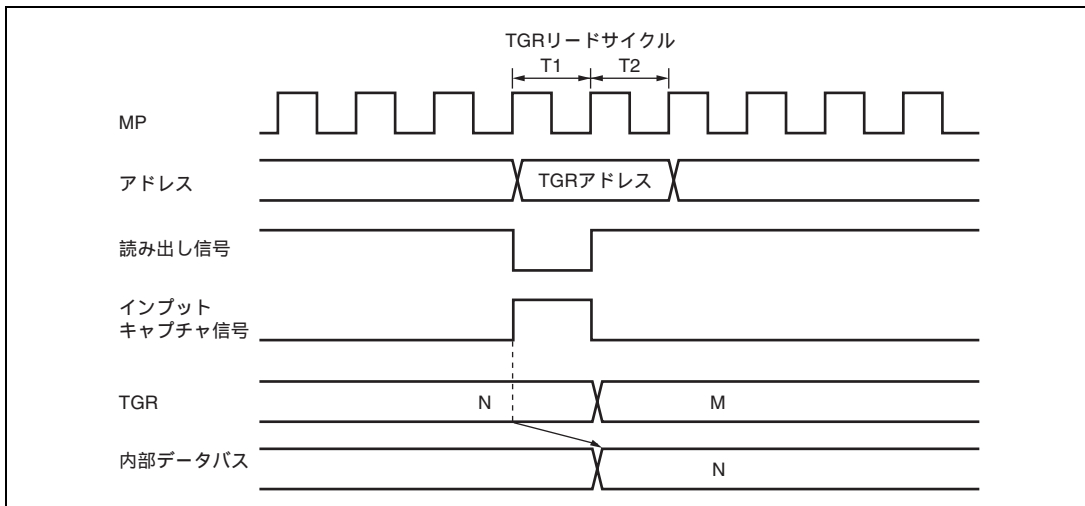 TGRリードサイクル
T1 T2
MP
アドレス
TGRアドレス
読み出し信号
インプット
キャプチャ信号
TGR
N
M
内部データバス
N